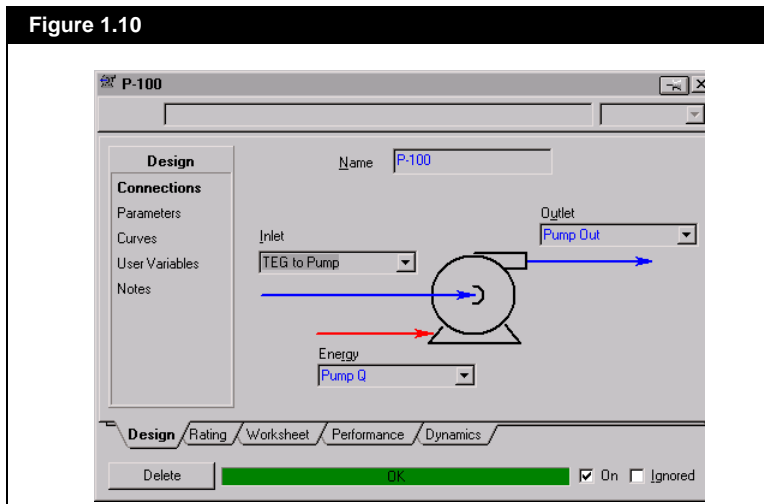 Figure 1.10
P-100
Design
Connections
Parameters
Curves
User Variables
Notes
Name P-100
Inlet
TEG to Pump
Outlet
Pump Out
Energy
Pump Q
Design Rating Worksheet Performance Dynamics
Delete OK On Ignored